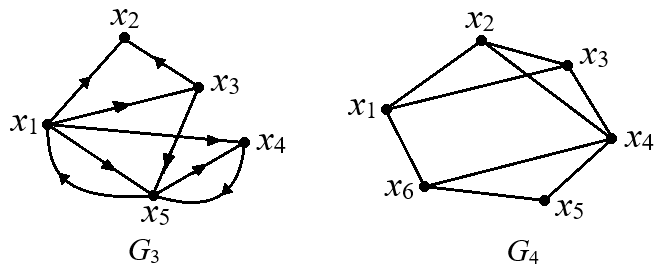 x₂
x₃
x₁
x₄
x₅
G₃
x₂
x₃
x₁
x₄
x₆
x₅
G₄